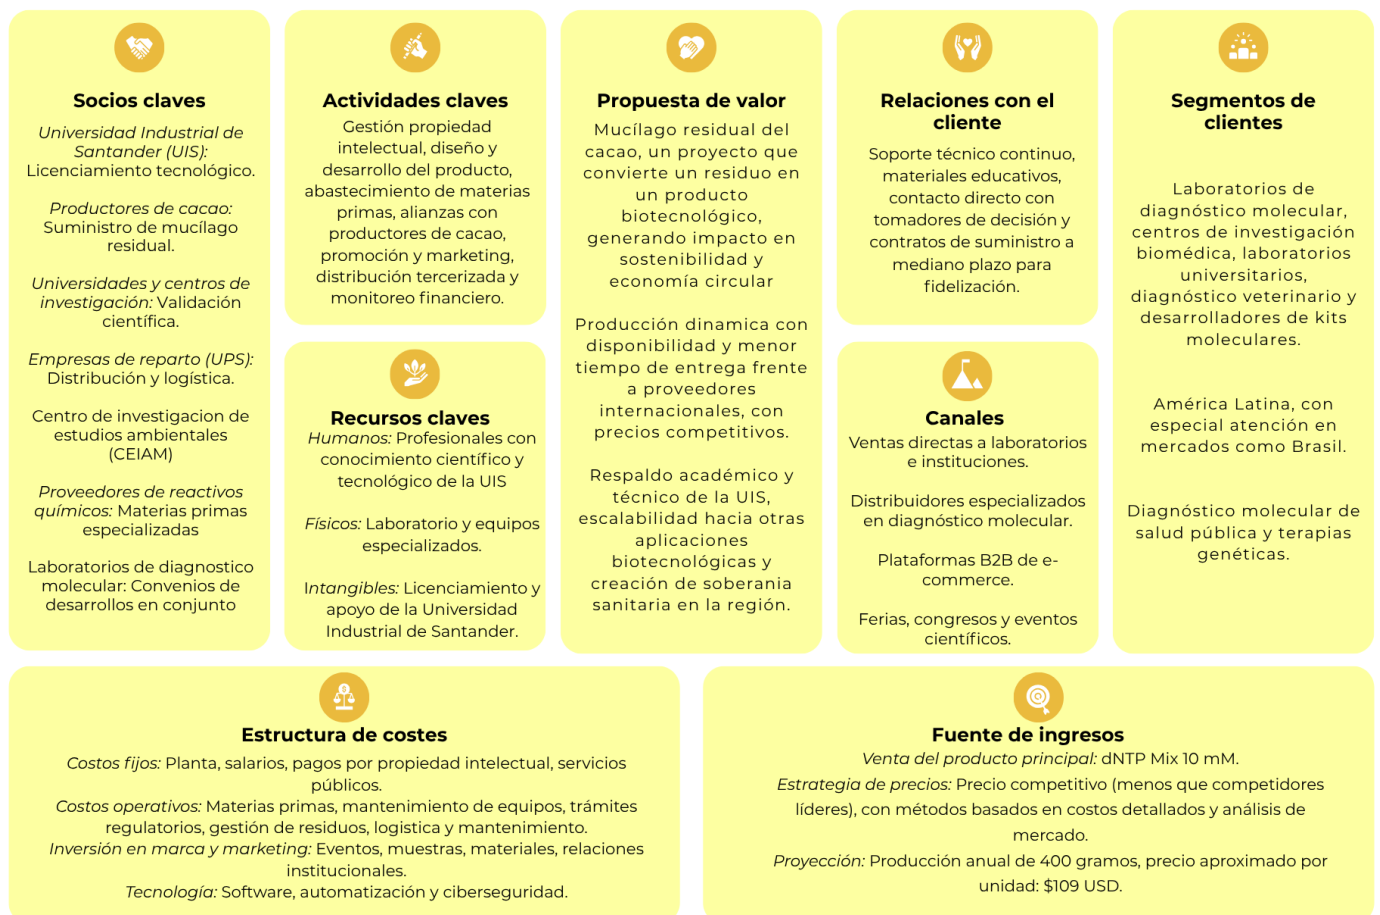 Socios claves
Universidad Industrial de
Santander (UIS):
Licenciamiento tecnológico.
Productores de cacao:
Suministro de mucílago
residual.
Universidades y centros de
investigación: Validación
científica.
Empresas de reparto (UPS):
Distribución y logística.
Centro de investigacion de
estudios ambientales
(CEIAM)
Proveedores de reactivos
químicos: Materias primas
especializadas
Laboratorios de diagnostico
molecular: Convenios de
desarrollos en conjunto
Actividades claves
Gestión propiedad
intelectual, diseño y
desarrollo del producto,
abastecimiento de materias
primas, alianzas con
productores de cacao,
promoción y marketing,
distribución tercerizada y
monitoreo financiero.
Recursos claves
Humanos: Profesionales con
conocimiento científico y
tecnológico de la UIS
Físicos: Laboratorio y equipos
especializados.
Intangibles: Licenciamiento y
apoyo de la Universidad
Industrial de Santander.
Propuesta de valor
Mucílago residual del
cacao, un proyecto que
convierte un residuo en
un producto
biotecnológico,
generando impacto en
sostenibilidad y
economía circular
Producción dinamica con
disponibilidad y menor
tiempo de entrega frente
a proveedores
internacionales, con
precios competitivos.
Respaldo académico y
técnico de la UIS,
escalabilidad hacia otras
aplicaciones
biotecnológicas y
creación de soberania
sanitaria en la región.
Relaciones con el
cliente
Soporte técnico continuo,
materiales educativos,
contacto directo con
tomadores de decisión y
contratos de suministro a
mediano plazo para
fidelización.
Canales
Ventas directas a laboratorios
e instituciones.
Distribuidores especializados
en diagnóstico molecular.
Plataformas B2B de e-
commerce.
Ferias, congresos y eventos
científicos.
Segmentos de
clientes
Laboratorios de
diagnóstico molecular,
centros de investigación
biomédica, laboratorios
universitarios,
diagnóstico veterinario y
desarrolladores de kits
moleculares.
América Latina, con
especial atención en
mercados como Brasil.
Diagnóstico molecular de
salud pública y terapias
genéticas.
Estructura de costes
Costos fijos: Planta, salarios, pagos por propiedad intelectual, servicios
públicos.
Costos operativos: Materias primas, mantenimiento de equipos, trámites
regulatorios, gestión de residuos, logistica y mantenimiento.
Inversión en marca y marketing: Eventos, muestras, materiales, relaciones
institucionales.
Tecnología: Software, automatización y ciberseguridad.
Fuente de ingresos
Venta del producto principal: dNTP Mix 10 mM.
Estrategia de precios: Precio competitivo (menos que competidores
líderes), con métodos basados en costos detallados y análisis de
mercado.
Proyección: Producción anual de 400 gramos, precio aproximado por
unidad: $109 USD.